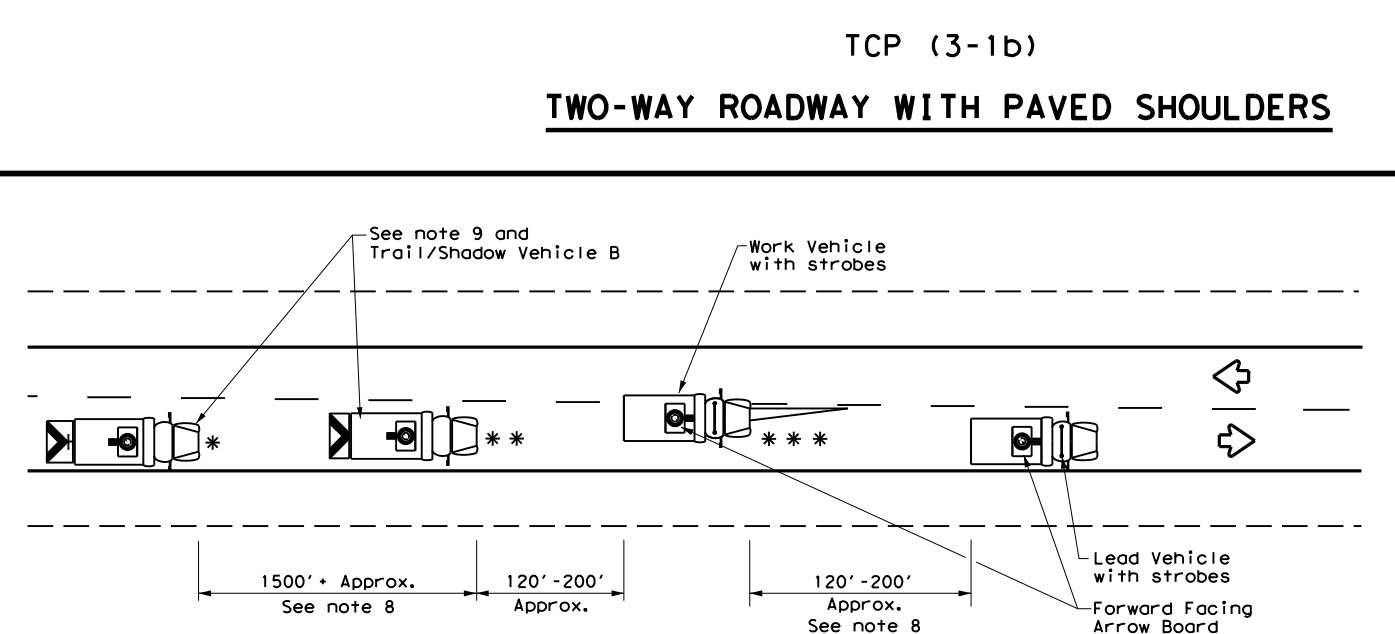 TCP (3-1b)
TWO-WAY ROADWAY WITH PAVED SHOULDERS
See note 9 and
Trail/Shadow Vehicle B
Work Vehicle
with strobes
*
* *
* * *
1500'+ Approx.
See note 8
120'-200'
Approx.
120'-200'
Approx.
See note 8
Lead Vehicle
with strobes
Forward Facing
Arrow Board